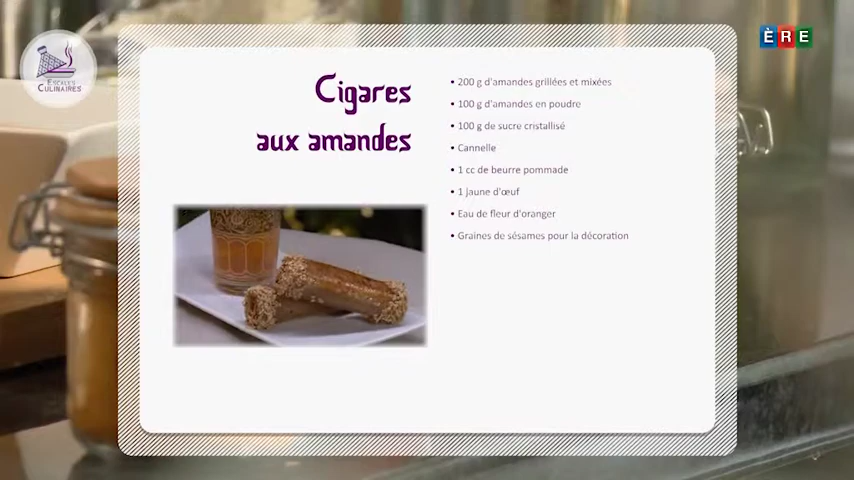 ÈRE
ESCALES
CULINAIRES
Cigares
aux amandes
• 200 g d'amandes grillées et mixées
• 100 g d'amandes en poudre
• 100 g de sucre cristallisé
• Cannelle
• 1 cc de beurre pommade
• 1 jaune d'œuf
• Eau de fleur d'oranger
• Graines de sésames pour la décoration